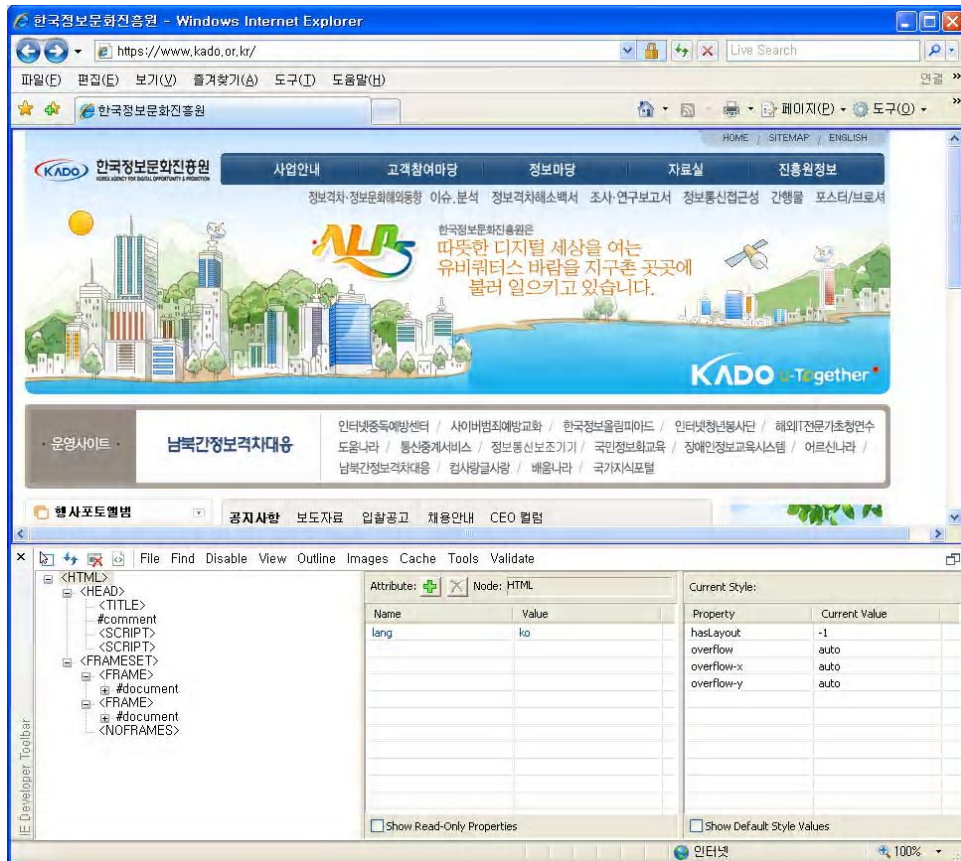 한국정보문화진흥원 - Windows Internet Explorer
https://www.kado.or.kr/
Live Search
파일(F) 편집(E) 보기(V) 즐겨찾기(A) 도구(T) 도움말(H) 연결 »
한국정보문화진흥원 페이지(P) 도구(O) »
HOME / SITEMAP / ENGLISH
KADO 한국정보문화진흥원 사업안내 고객참여마당 정보마당 자료실 진흥원정보
KOREA AGENCY FOR DIGITAL OPPORTUNITY & PROMOTION
정보격차·정보문화해외동향 이슈.분석 정보격차해소백서 조사·연구보고서 정보통신접근성 간행물 포스터/브로셔
ALPs
한국정보문화진흥원은
따뜻한 디지털 세상을 여는
유비쿼터스 바람을 지구촌 곳곳에
불러 일으키고 있습니다.
KADO u-Together
· 운영사이트 · 남북간정보격차대응
인터넷중독예방센터 / 사이버범죄예방교화 / 한국정보올림피아드 / 인터넷청년봉사단 / 해외IT전문가초청연수
도움나라 / 통신중계서비스 / 정보통신보조기기 / 국민정보화교육 / 장애인정보교육시스템 / 어르신나라 /
남북간정보격차대응 / 컴사랑글사랑 / 배움나라 / 국가지식포털
행사포토앨범 공지사항 보도자료 입찰공고 채용안내 CEO 컬럼
File Find Disable View Outline Images Cache Tools Validate
IE Developer Toolbar
<HTML>
<HEAD>
<TITLE>
#comment
<SCRIPT>
<SCRIPT>
<FRAMESET>
<FRAME>
#document
<FRAME>
#document
<NOFRAMES>
Attribute: Node: HTML
Name Value
lang ko
Show Read-Only Properties
Current Style:
Property Current Value
hasLayout -1
overflow auto
overflow-x auto
overflow-y auto
Show Default Style Values
인터넷 100%